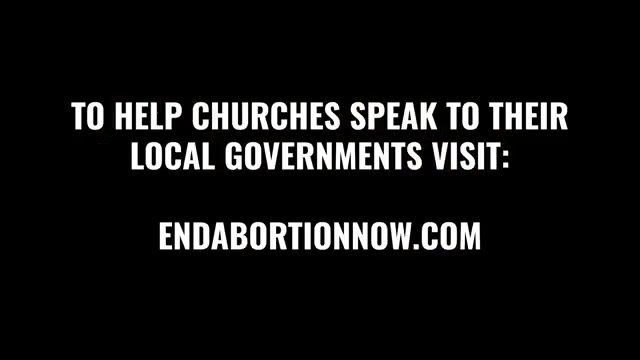 TO HELP CHURCHES SPEAK TO THEIR
LOCAL GOVERNMENTS VISIT:
ENDABORTIONNOW.COM